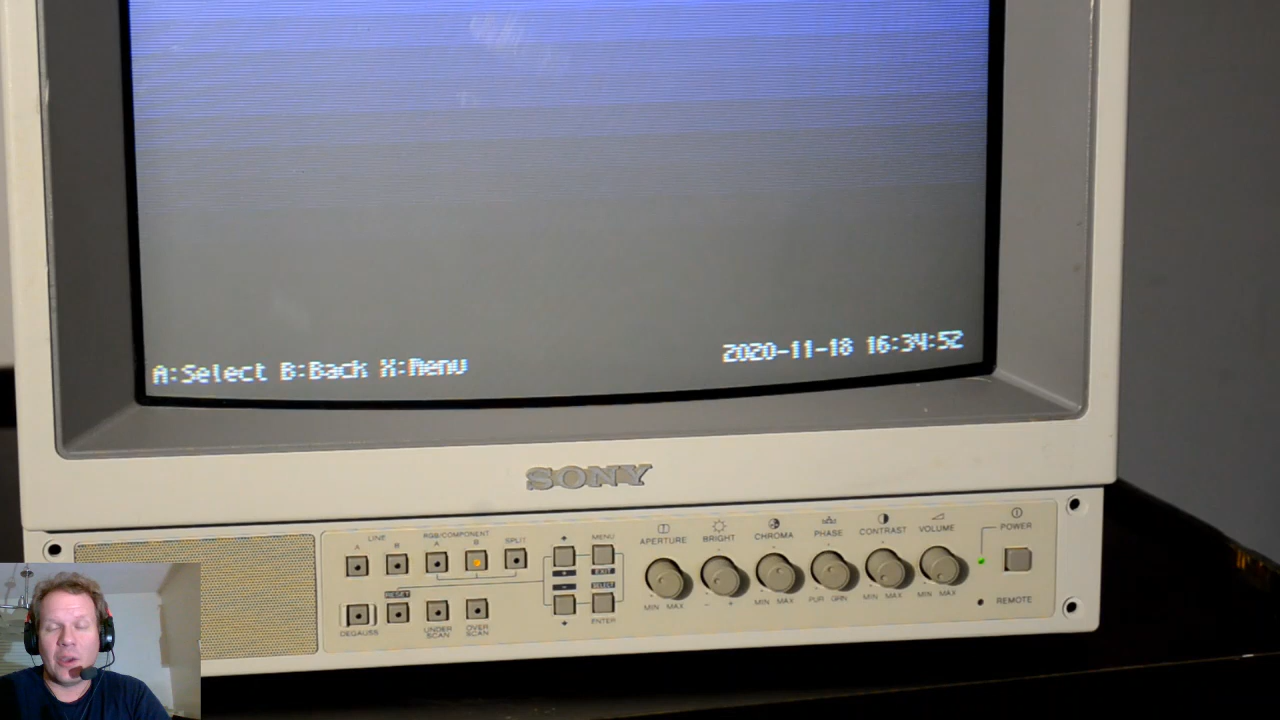 A:Select B:Back X:Menu
2020-11-18 16:34:52
SONY
LINE
A B
RGB/COMPONENT
A B
SPLIT
MENU
EXIT
SELECT
ENTER
RESET
DEGAUSS
UNDER SCAN
OVER SCAN
APERTURE
BRIGHT
CHROMA
PHASE
CONTRAST
VOLUME
POWER
MIN MAX
- +
MIN MAX
PUR GRN
MIN MAX
MIN MAX
REMOTE